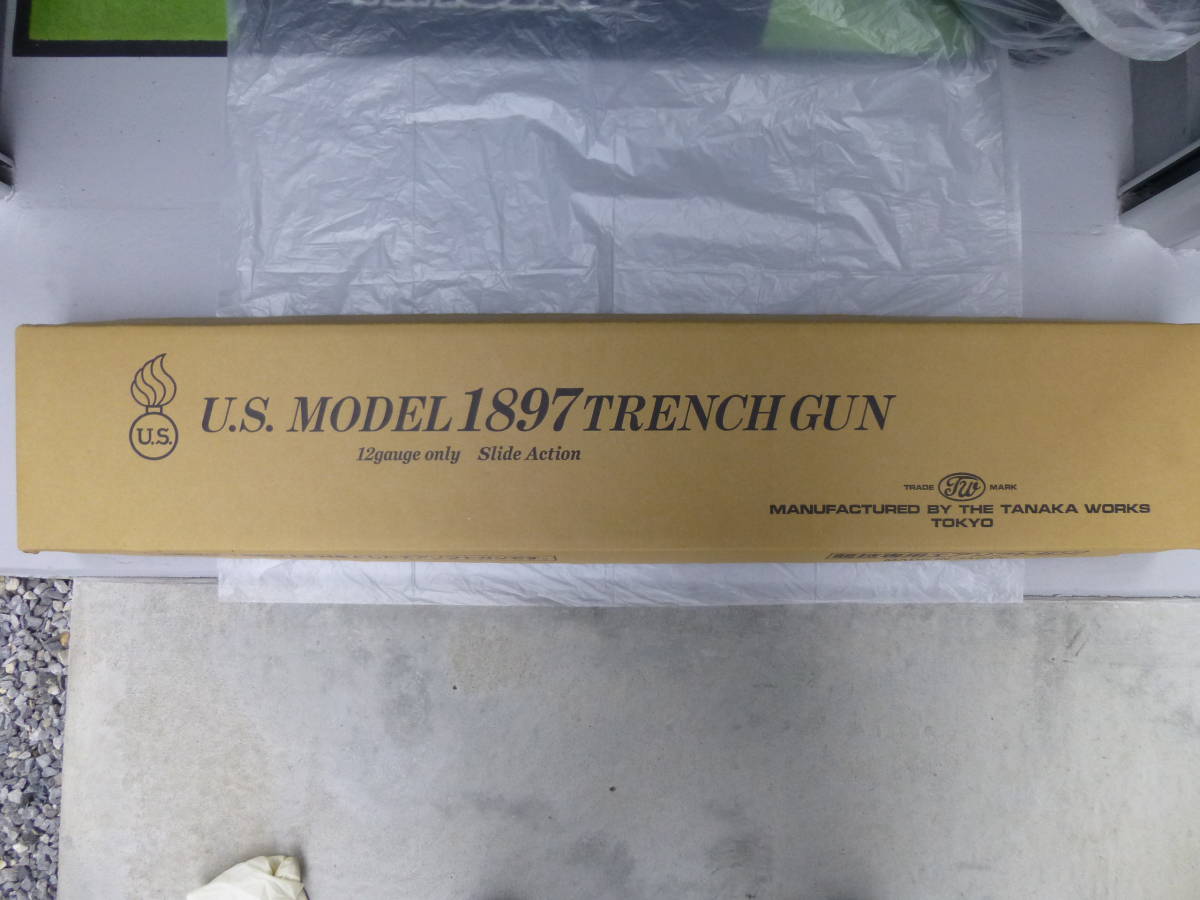 U.S.
U.S. MODEL 1897 TRENCH GUN
12gauge only Slide Action
TRADE TW MARK
MANUFACTURED BY THE TANAKA WORKS
TOKYO